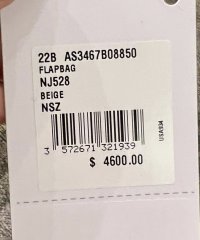 22B AS3467B08850
FLAPBAG
NJ528
BEIGE
NSZ
3 572671 321939
$ 4600.00